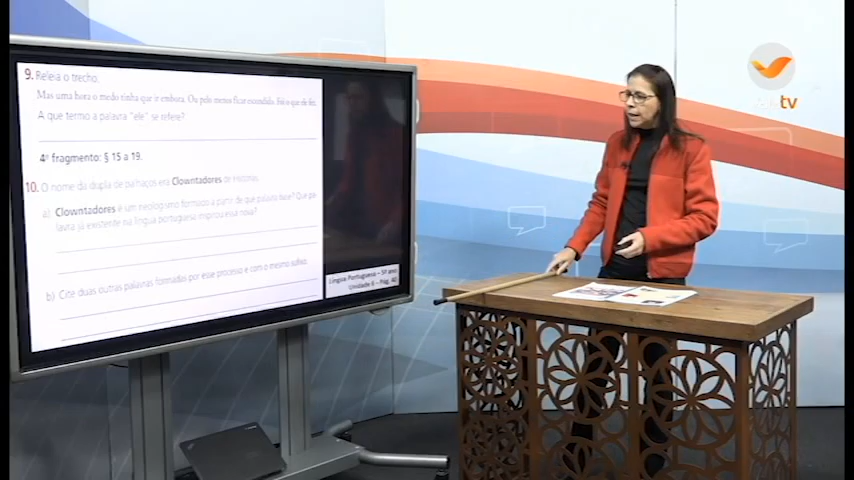 9. Releia o trecho.
Mas uma hora o medo tinha que ir embora. Ou pelo menos ficar escondido. Foi o que ele fez.
A que termo a palavra "ele" se refere?
4º fragmento: § 15 a 19.
10. O nome da dupla de palhaços era Clowntadores de Histórias.
a) Clowntadores é um neologismo formado a partir de que palavra-base? Que pa-
lavra já existente na língua portuguesa inspirou essa nova?
b) Cite duas outras palavras formadas por esse processo e com o mesmo sufixo.
Língua Portuguesa – 5º ano
Unidade 6 – Pág. 42
tv